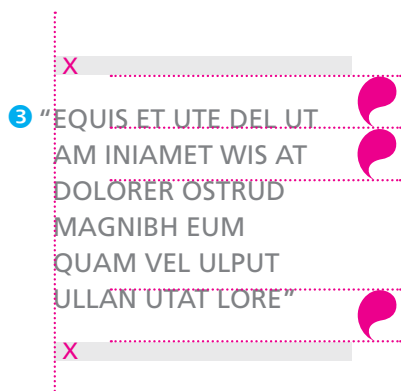 X
3 “EQUIS ET UTE DEL UT
AM INIAMET WIS AT
DOLORER OSTRUD
MAGNIBH EUM
QUAM VEL ULPUT
ULLAN UTAT LORE”
X